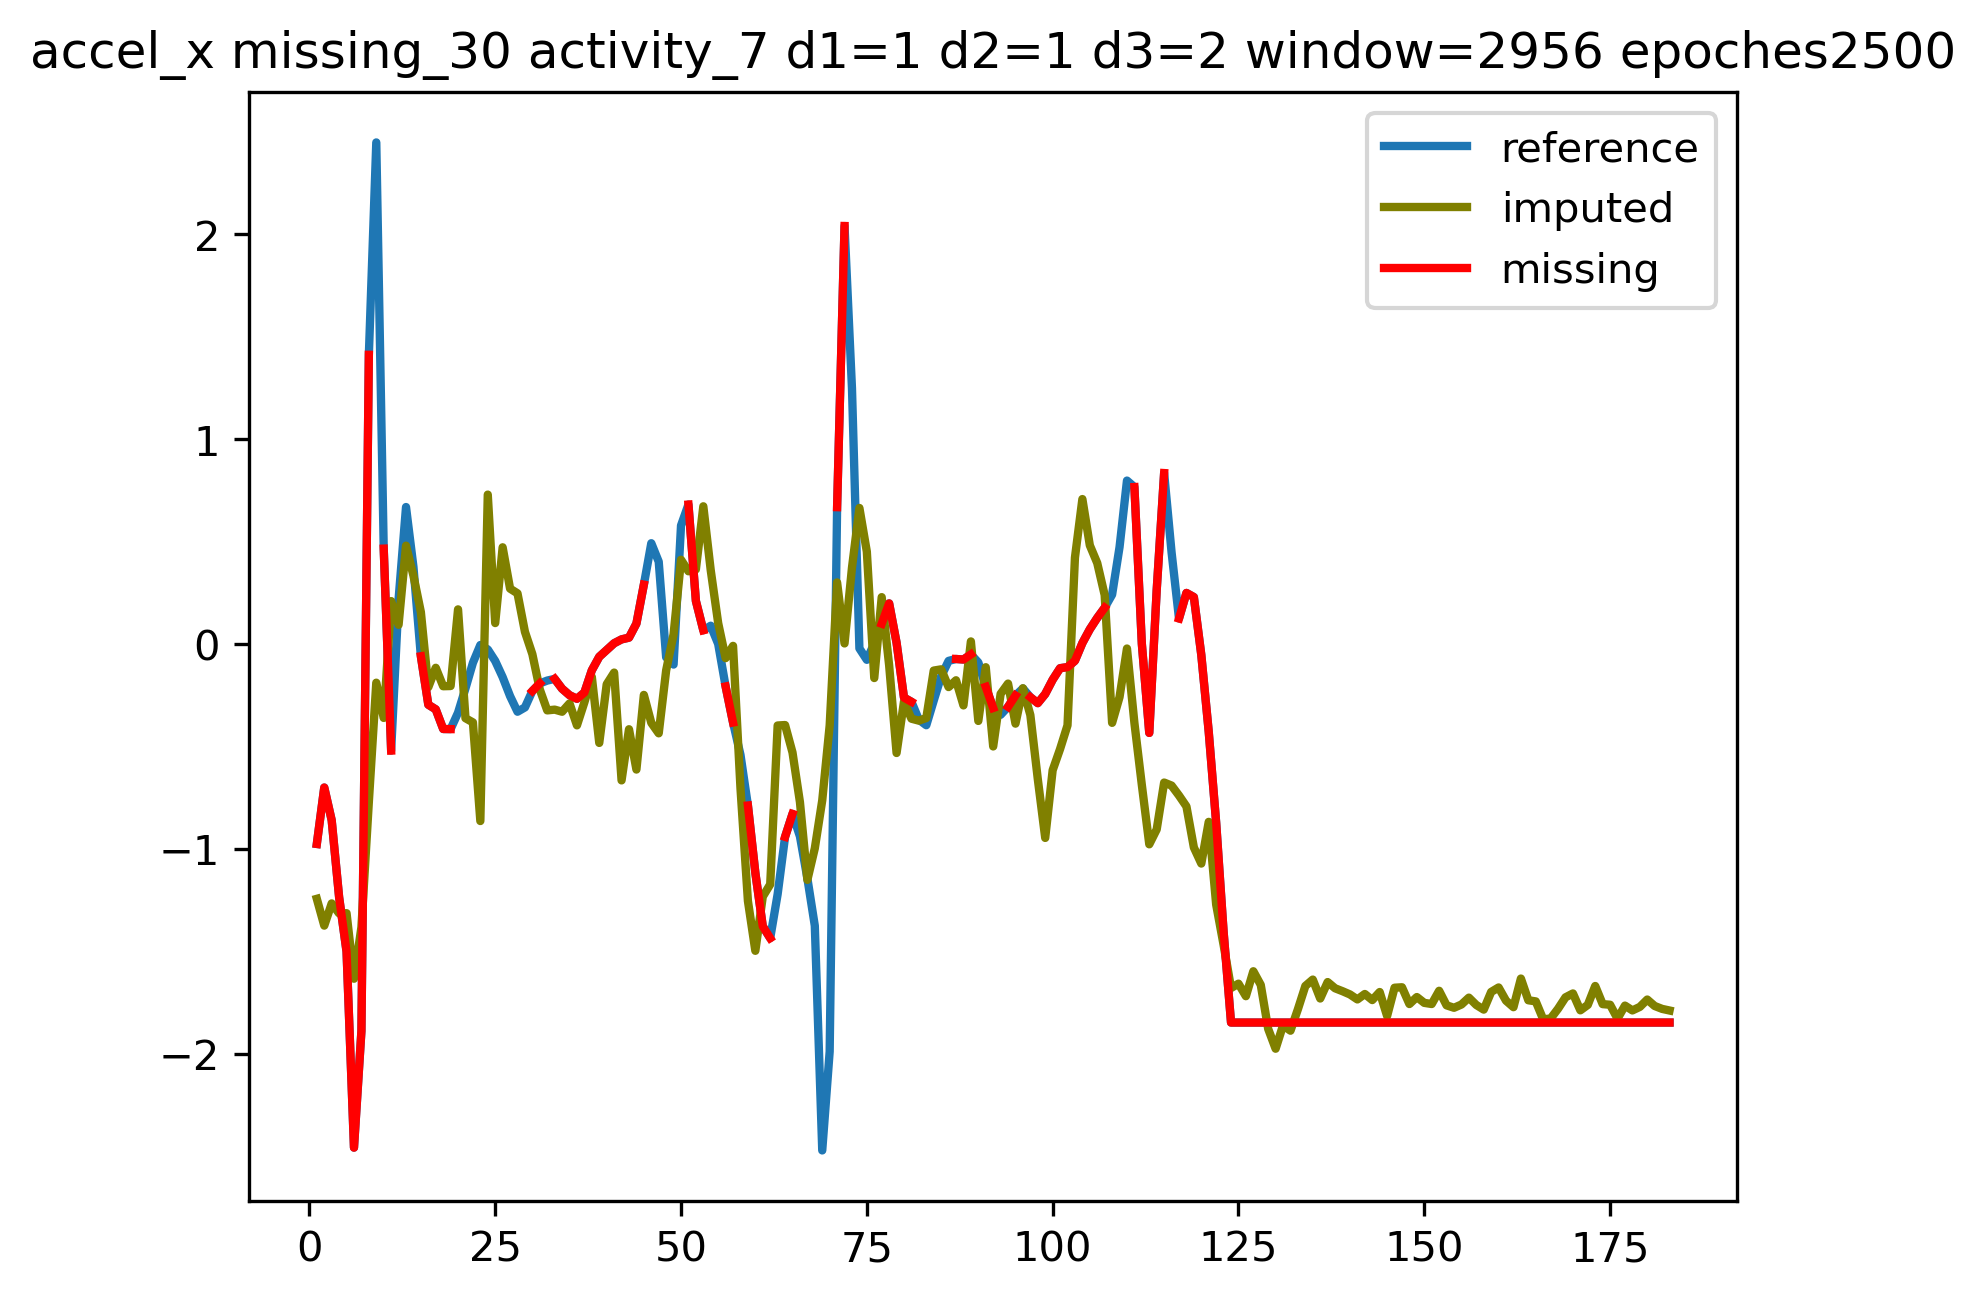 accel_x missing_30 activity_7 d1=1 d2=1 d3=2 window=2956 epoches2500
reference
imputed
missing
2
1
0
−1
−2
0 25 50 75 100 125 150 175